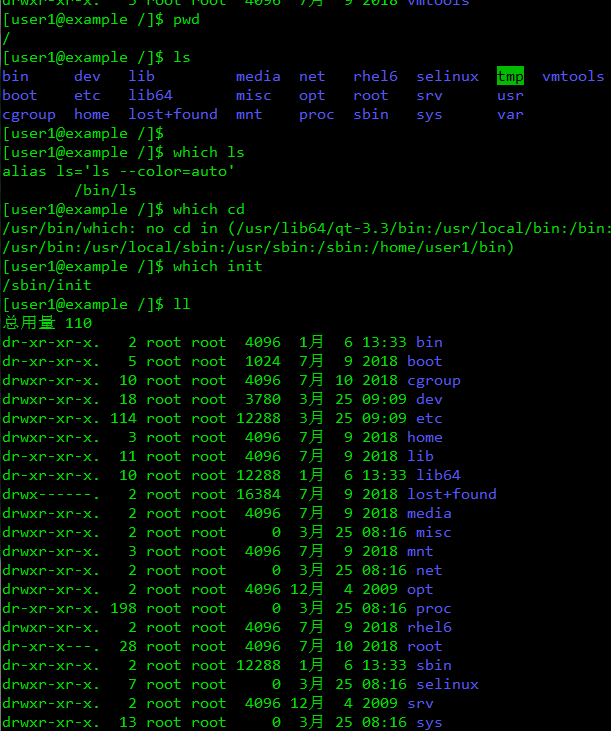 drwxr-xr-x. 5 root root 4096 7月 9 2018 vmtools
[user1@example /]$ pwd
/
[user1@example /]$ ls
bin dev lib media net rhel6 selinux tmp vmtools
boot etc lib64 misc opt root srv usr
cgroup home lost+found mnt proc sbin sys var
[user1@example /]$
[user1@example /]$ which ls
alias ls='ls --color=auto'
/bin/ls
[user1@example /]$ which cd
/usr/bin/which: no cd in (/usr/lib64/qt-3.3/bin:/usr/local/bin:/bin:
/usr/bin:/usr/local/sbin:/usr/sbin:/sbin:/home/user1/bin)
[user1@example /]$ which init
/sbin/init
[user1@example /]$ ll
总用量 110
dr-xr-xr-x. 2 root root 4096 1月 6 13:33 bin
dr-xr-xr-x. 5 root root 1024 7月 9 2018 boot
drwxr-xr-x. 10 root root 4096 7月 10 2018 cgroup
drwxr-xr-x. 18 root root 3780 3月 25 09:09 dev
drwxr-xr-x. 114 root root 12288 3月 25 09:09 etc
drwxr-xr-x. 3 root root 4096 7月 9 2018 home
dr-xr-xr-x. 11 root root 4096 7月 9 2018 lib
dr-xr-xr-x. 10 root root 12288 1月 6 13:33 lib64
drwx------. 2 root root 16384 7月 9 2018 lost+found
drwxr-xr-x. 2 root root 4096 7月 9 2018 media
drwxr-xr-x. 2 root root 0 3月 25 08:16 misc
drwxr-xr-x. 3 root root 4096 7月 9 2018 mnt
drwxr-xr-x. 2 root root 0 3月 25 08:16 net
drwxr-xr-x. 2 root root 4096 12月 4 2009 opt
dr-xr-xr-x. 198 root root 0 3月 25 08:16 proc
drwxr-xr-x. 2 root root 4096 7月 9 2018 rhel6
dr-xr-x---. 28 root root 4096 7月 10 2018 root
dr-xr-xr-x. 2 root root 12288 1月 6 13:33 sbin
drwxr-xr-x. 7 root root 0 3月 25 08:16 selinux
drwxr-xr-x. 2 root root 4096 12月 4 2009 srv
drwxr-xr-x. 13 root root 0 3月 25 08:16 sys